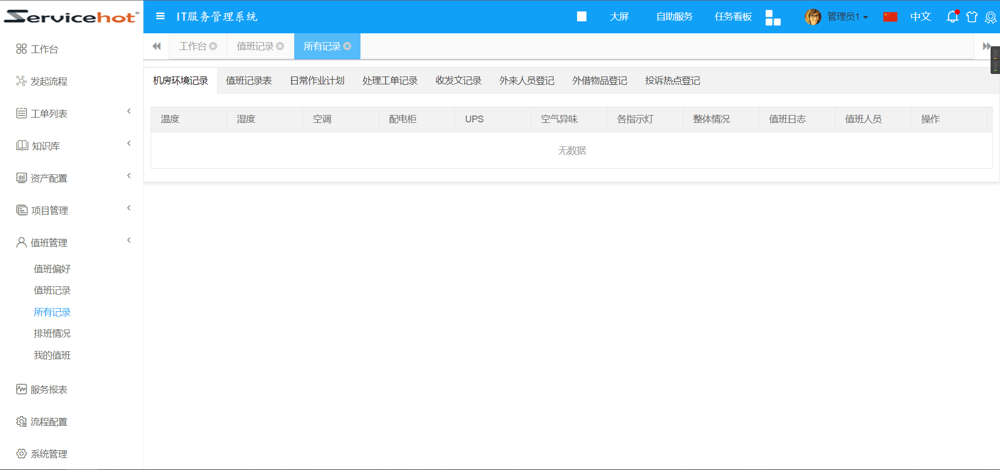 Servicehot®
IT服务管理系统
大屏
自助服务
任务看板
管理员1
中文
工作台
值班记录
所有记录
工作台
发起流程
工单列表
知识库
资产配置
项目管理
值班管理
值班偏好
值班记录
所有记录
排班情况
我的值班
服务报表
流程配置
系统管理
机房环境记录
值班记录表
日常作业计划
处理工单记录
收发文记录
外来人员登记
外借物品登记
投诉热点登记
温度
湿度
空调
配电柜
UPS
空气异味
各指示灯
整体情况
值班日志
值班人员
操作
无数据